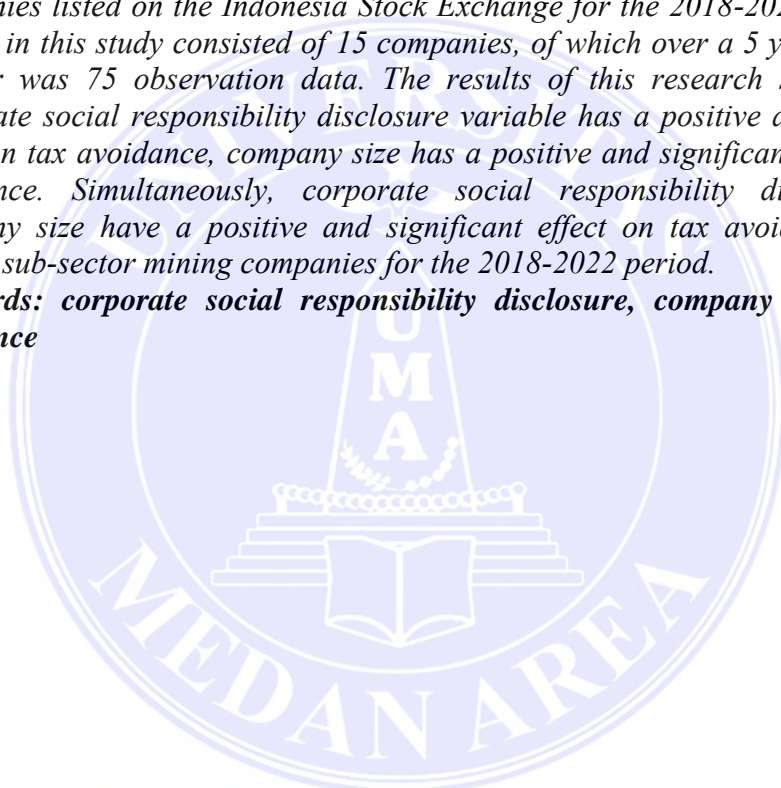 nies listed on the Indonesia Stock Exchange for the 2018-202
in this study consisted of 15 companies, of which over a 5 y
r was 75 observation data. The results of this research s
ate social responsibility disclosure variable has a positive a
n tax avoidance, company size has a positive and significan
nce. Simultaneously, corporate social responsibility di
ny size have a positive and significant effect on tax avoid
sub-sector mining companies for the 2018-2022 period.
rds: corporate social responsibility disclosure, company
nce
UNIVERSITAS
UMA
MEDAN AREA